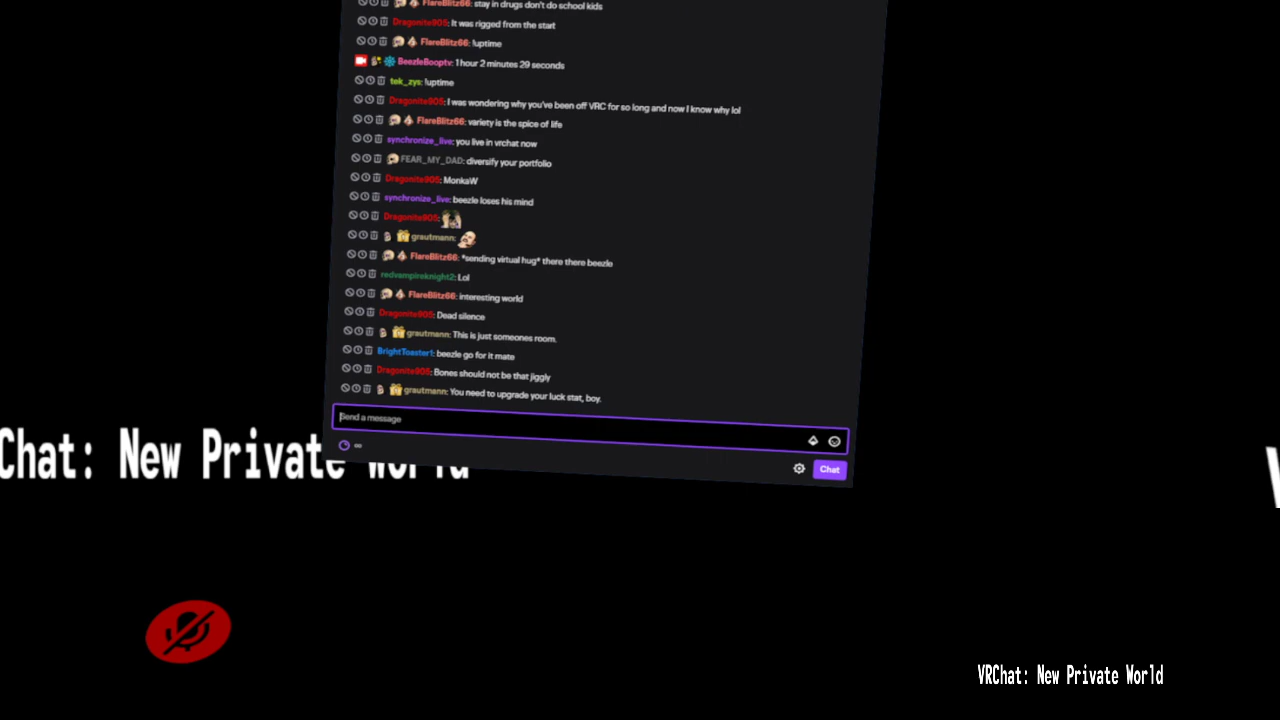 FlareBlitz66: stay in drugs don't do school kids
Dragonite905: It was rigged from the start
FlareBlitz66: !uptime
BeezleBooptv: 1 hour 2 minutes 29 seconds
tek_zys: !uptime
Dragonite905: I was wondering why you've been off VRC for so long and now I know why lol
FlareBlitz66: variety is the spice of life
synchronize_live: you live in vrchat now
FEAR_MY_DAD: diversify your portfolio
Dragonite905: MonkaW
synchronize_live: beezle loses his mind
Dragonite905:
grautmann:
FlareBlitz66: *sending virtual hug* there there beezle
redvampireknight2: Lol
FlareBlitz66: interesting world
Dragonite905: Dead silence
grautmann: This is just someones room.
BrightToaster1: beezle go for it mate
Dragonite905: Bones should not be that jiggly
grautmann: You need to upgrade your luck stat, boy.
Send a message
∞
Chat
Chat: New Private World
VRChat: New Private World